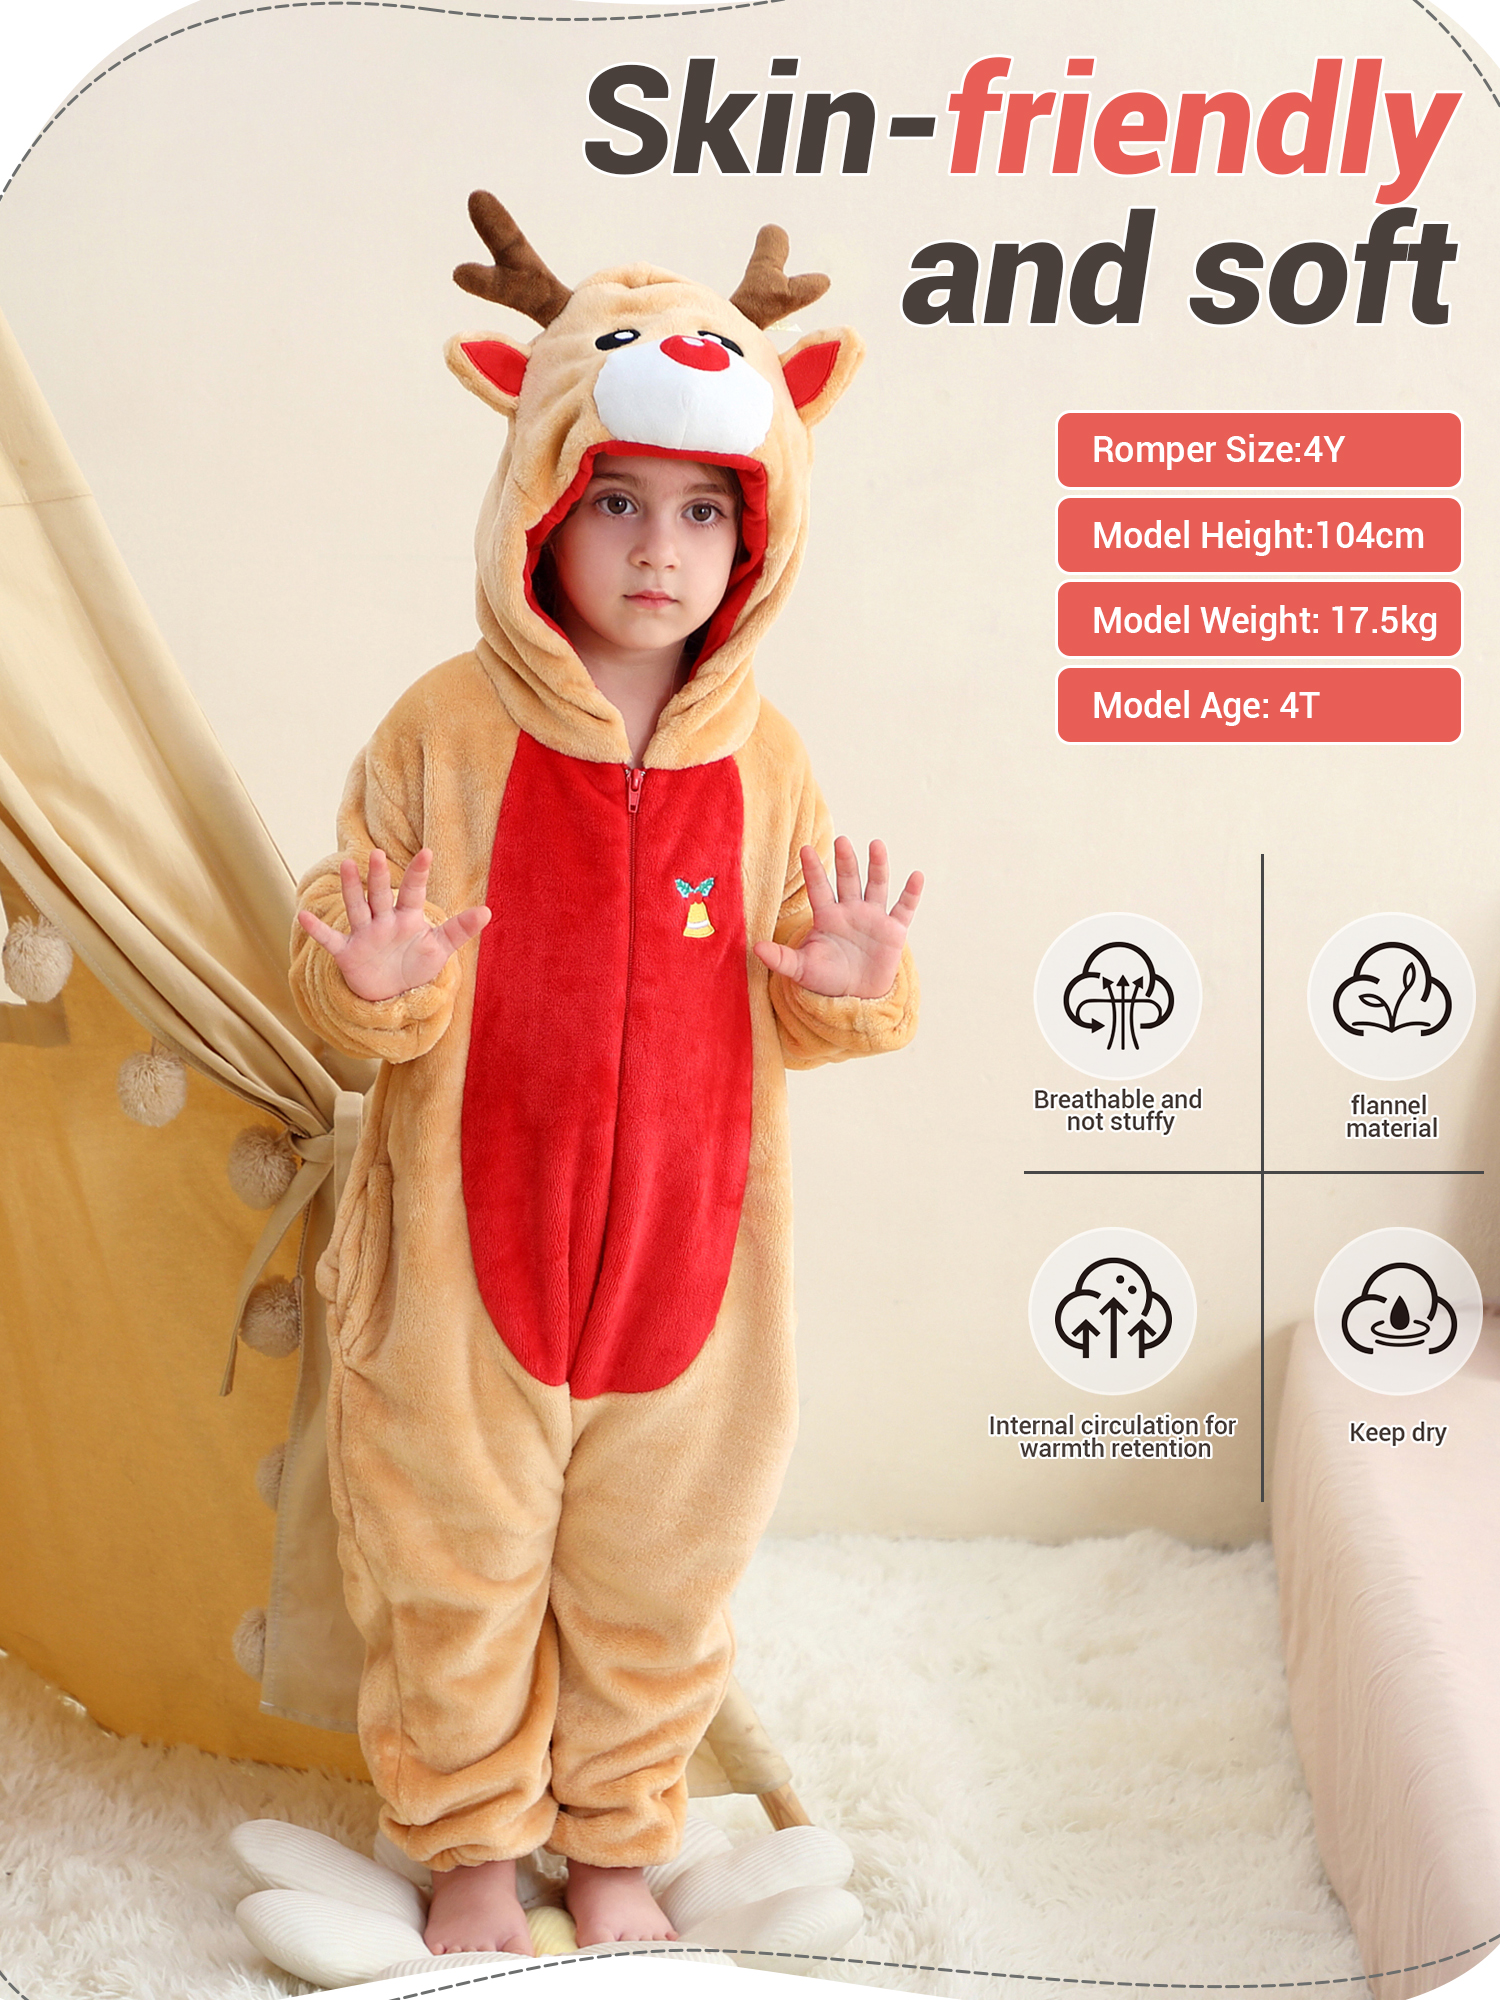 Skin-friendly
and soft
Romper Size:4Y
Model Height:104cm
Model Weight: 17.5kg
Model Age: 4T
Breathable and
not stuffy
flannel
material
Internal circulation for
warmth retention
Keep dry